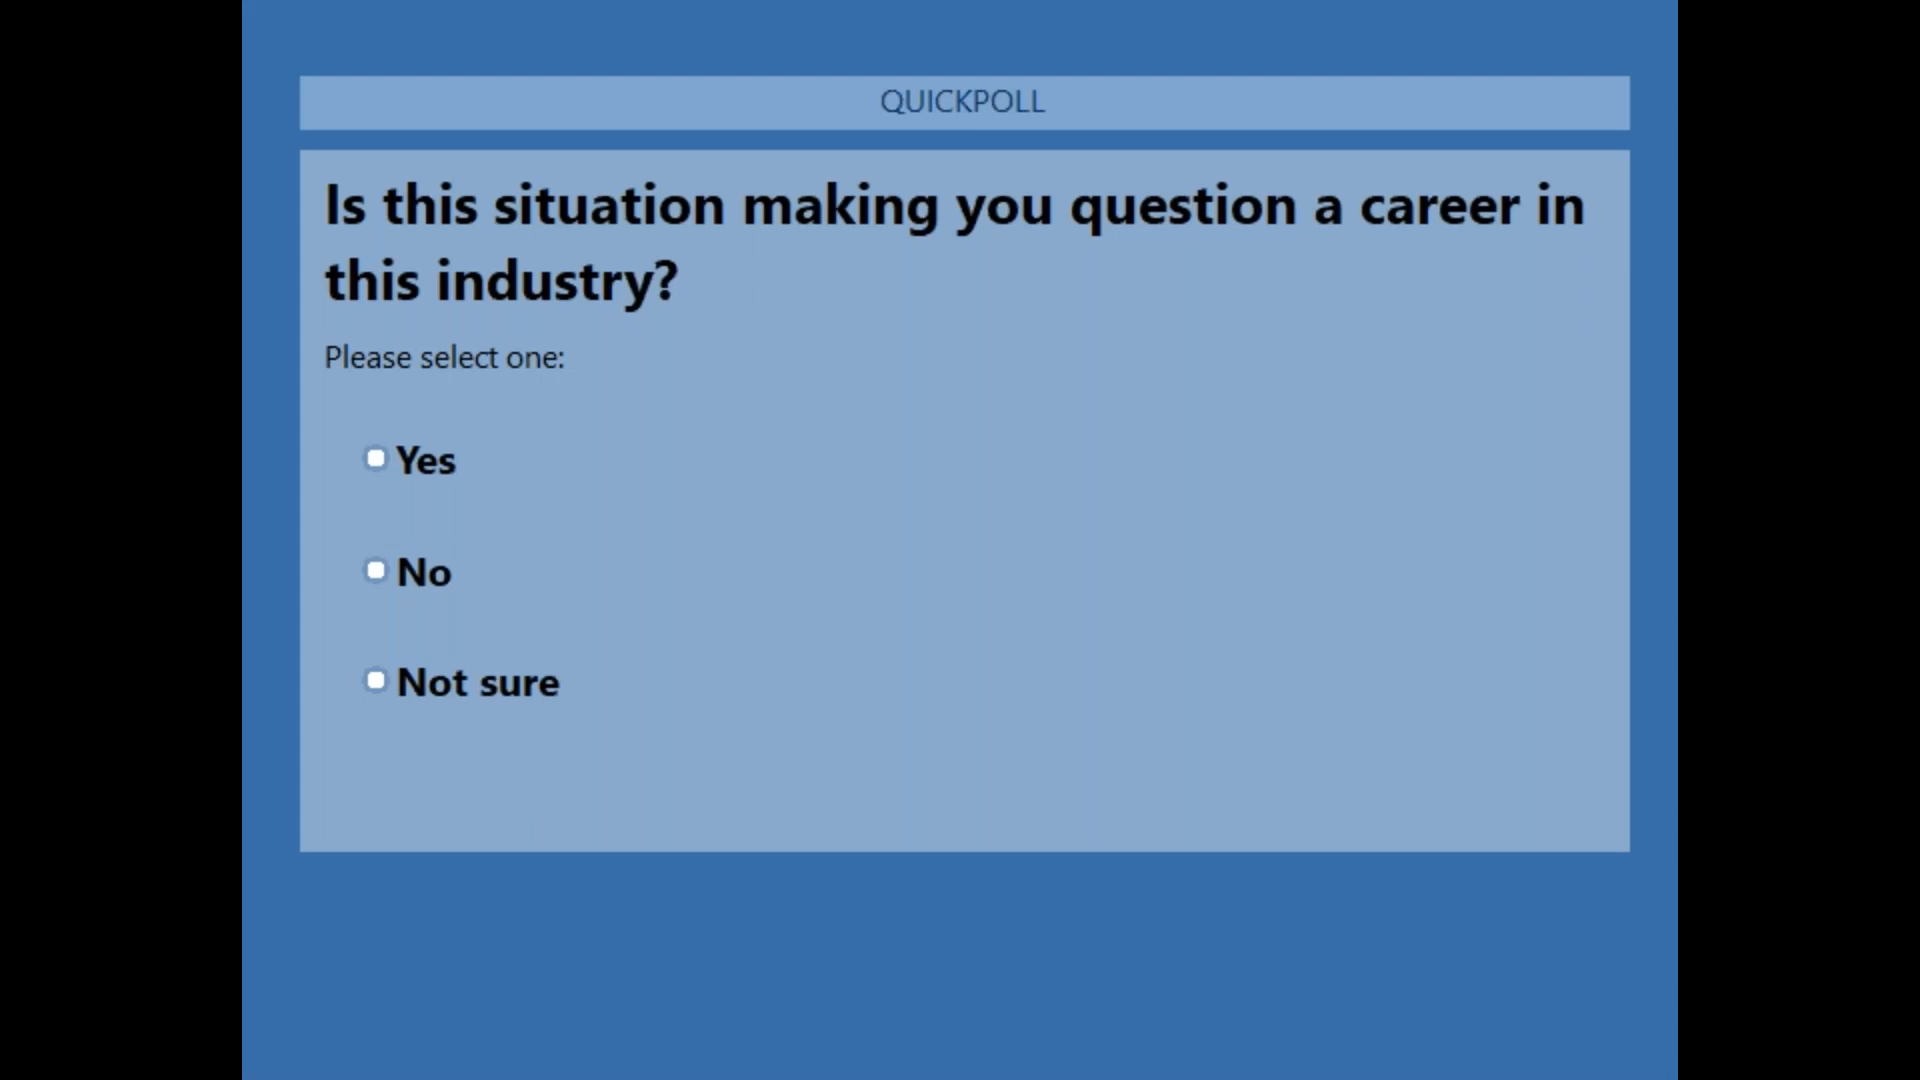 QUICKPOLL
Is this situation making you question a career in
this industry?
Please select one:
Yes
No
Not sure